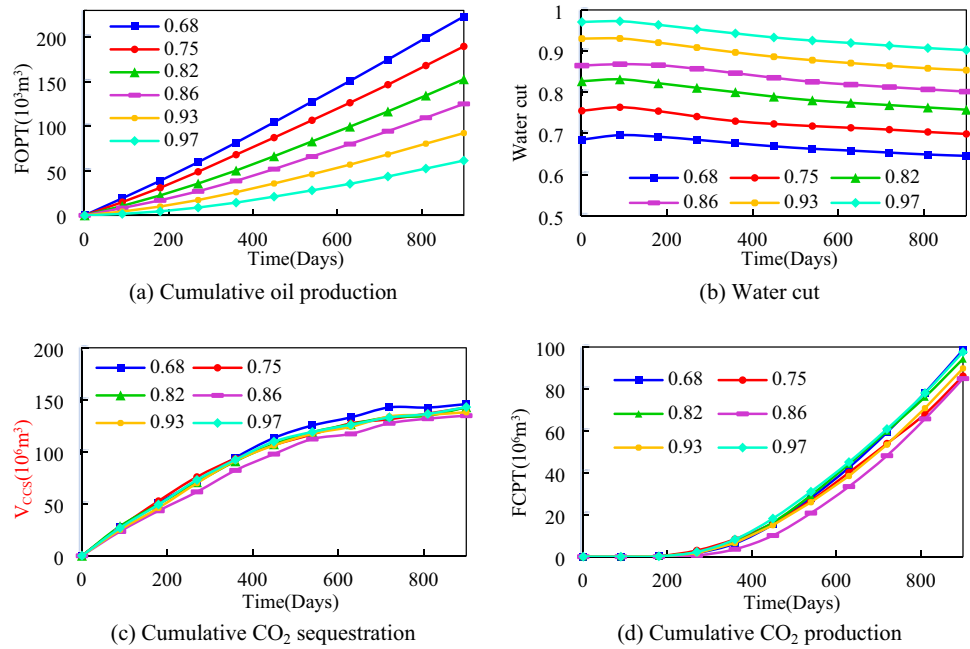 FOPT(10³m³)
200
150
100
50
0
0.68
0.75
0.82
0.86
0.93
0.97
0 200 400 600 800
Time(Days)
(a) Cumulative oil production
Water cut
1
0.9
0.8
0.7
0.6
0.5
0.68 0.75 0.82
0.86 0.93 0.97
0 200 400 600 800
Time(Days)
(b) Water cut
V_CCS(10⁶m³)
200
150
100
50
0
0.68 0.75
0.82 0.86
0.93 0.97
0 200 400 600 800
Time(Days)
(c) Cumulative CO₂ sequestration
FCPT(10⁶m³)
100
80
60
40
20
0
0.68 0.75
0.82 0.86
0.93 0.97
0 200 400 600 800
Time(Days)
(d) Cumulative CO₂ production